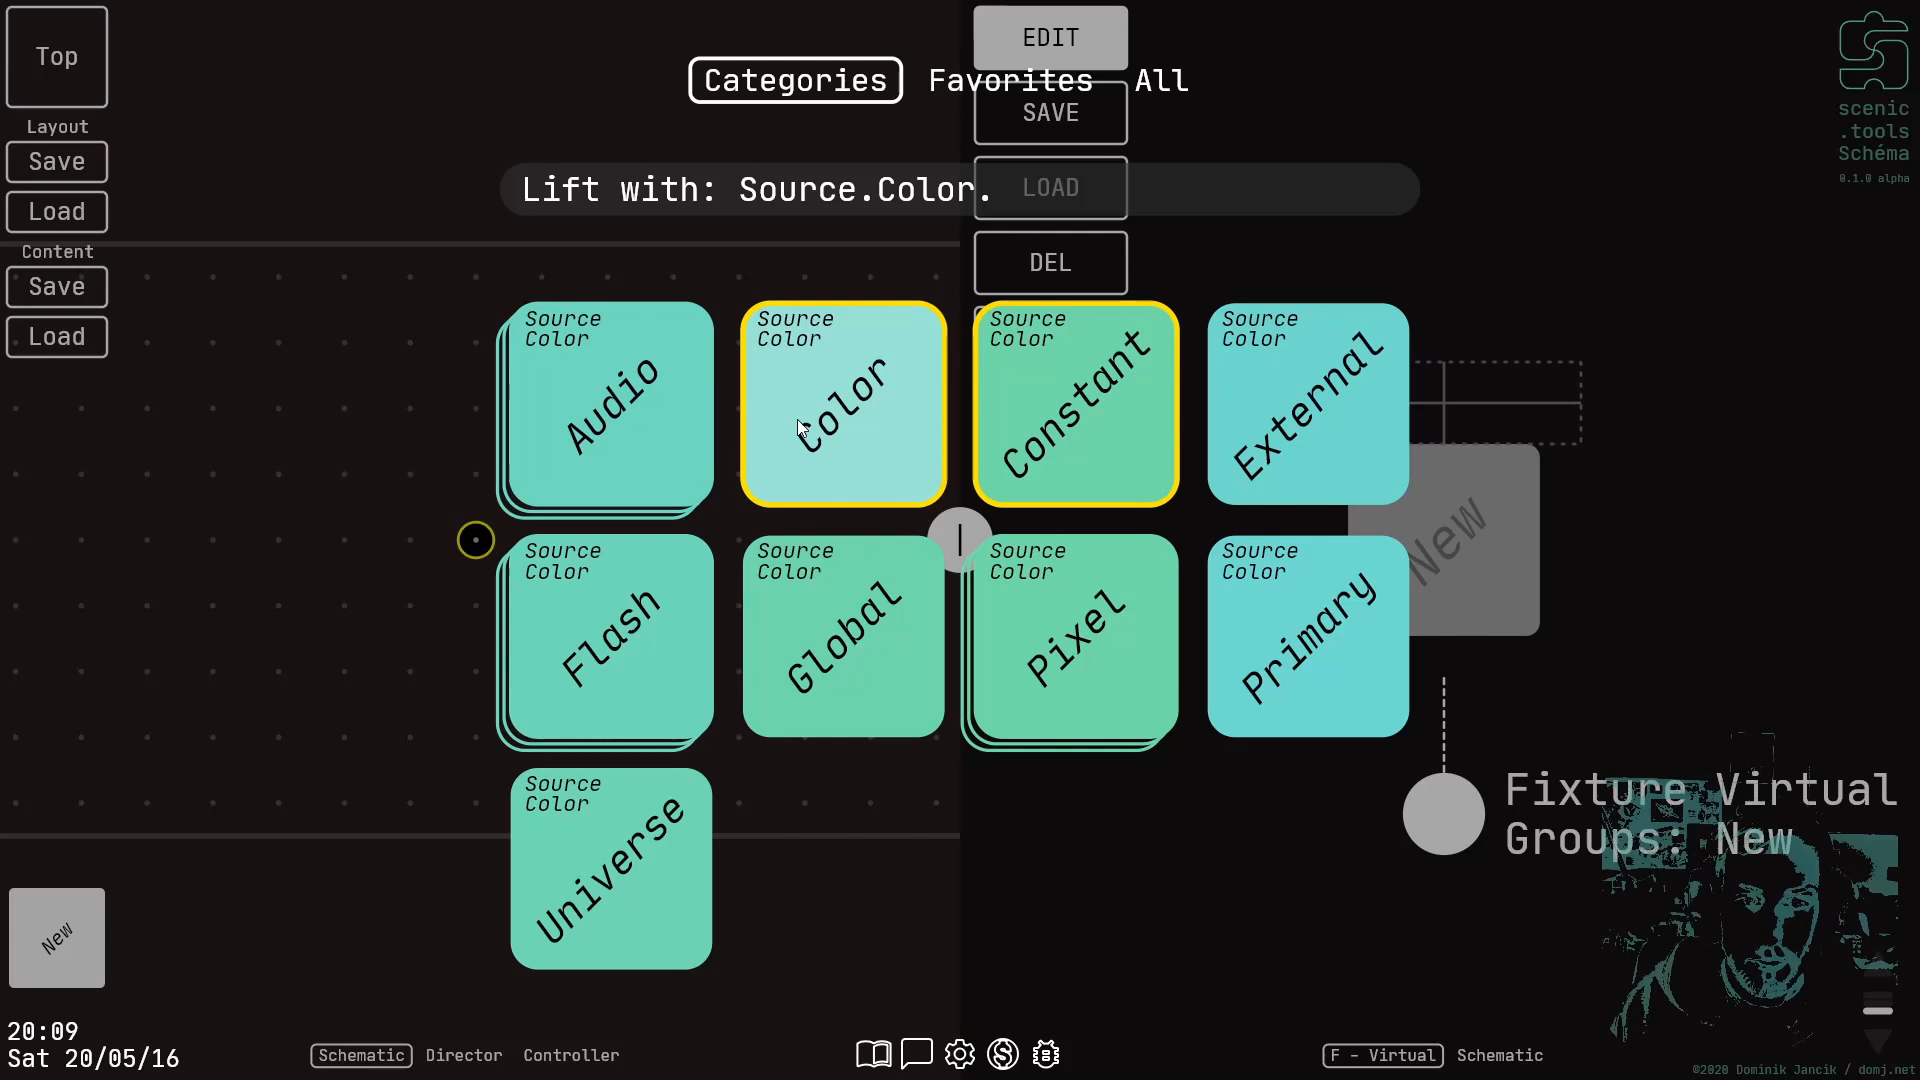 Top
Layout
Save
Load
Content
Save
Load
EDIT
Categories Favorites All
SAVE
Lift with: Source.Color.
LOAD
DEL
scenic
.tools
Schéma
0.1.0 alpha
Source
Color
Audio
Source
Color
Color
Source
Color
Constant
Source
Color
External
Source
Color
Flash
Source
Color
Global
Source
Color
Pixel
Source
Color
Primary
New
Source
Color
Universe
Fixture Virtual
Groups: New
New
20:09
Sat 20/05/16
Schematic Director Controller
F - Virtual Schematic
©2020 Dominik Jancik / domj.net